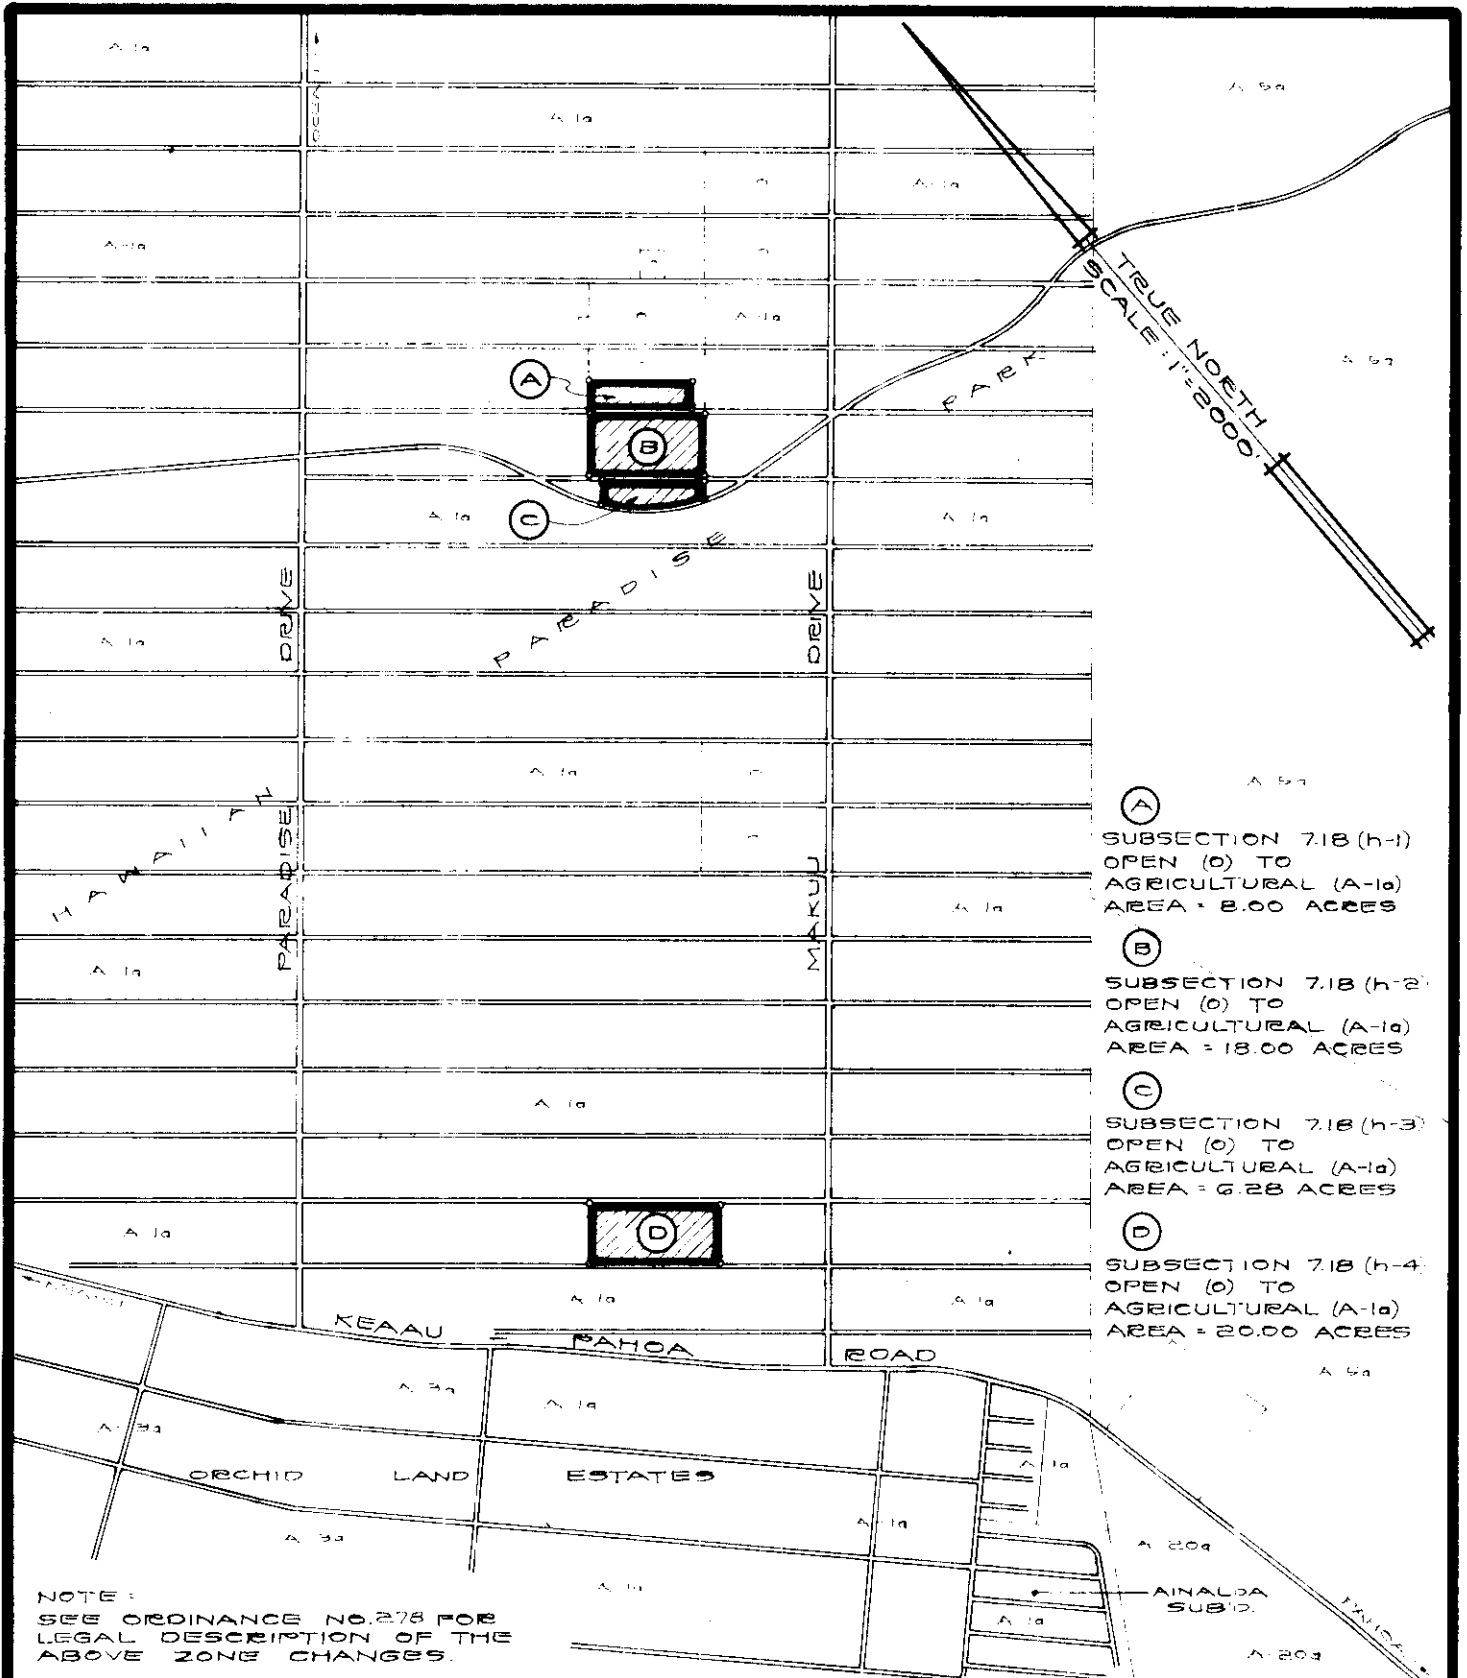 A-1a
A-1a
A-5a
A-1a
A-1a
TRUE NORTH
SCALE : 1"=2000'
A-1a
A-5a
A
B
C
PARK
A-1a
A-1a
PARADISE
DRIVE
DRIVE
A-1a
A-1a
A-5a
HAWAIIAN
PARADISE
MAKUU
A-1a
A-1a
A
SUBSECTION 7.18 (h-1)
OPEN (O) TO
AGRICULTURAL (A-1a)
AREA = 8.00 ACRES
B
SUBSECTION 7.18 (h-2)
OPEN (O) TO
AGRICULTURAL (A-1a)
AREA = 18.00 ACRES
C
SUBSECTION 7.18 (h-3)
OPEN (O) TO
AGRICULTURAL (A-1a)
AREA = 6.28 ACRES
D
SUBSECTION 7.18 (h-4)
OPEN (O) TO
AGRICULTURAL (A-1a)
AREA = 20.00 ACRES
A-1a
A-1a
D
A-1a
A-1a
KEAAU PAHOA ROAD
A-5a
A-3a
A-1a
A-3a
A-1a
ORCHID LAND ESTATES
A-3a
A-1a
A-20a
A-1a
AINALOA
SUB'D.
A-1a
PAHOA
A-20a
NOTE :
SEE ORDINANCE NO. 278 FOR
LEGAL DESCRIPTION OF THE
ABOVE ZONE CHANGES.